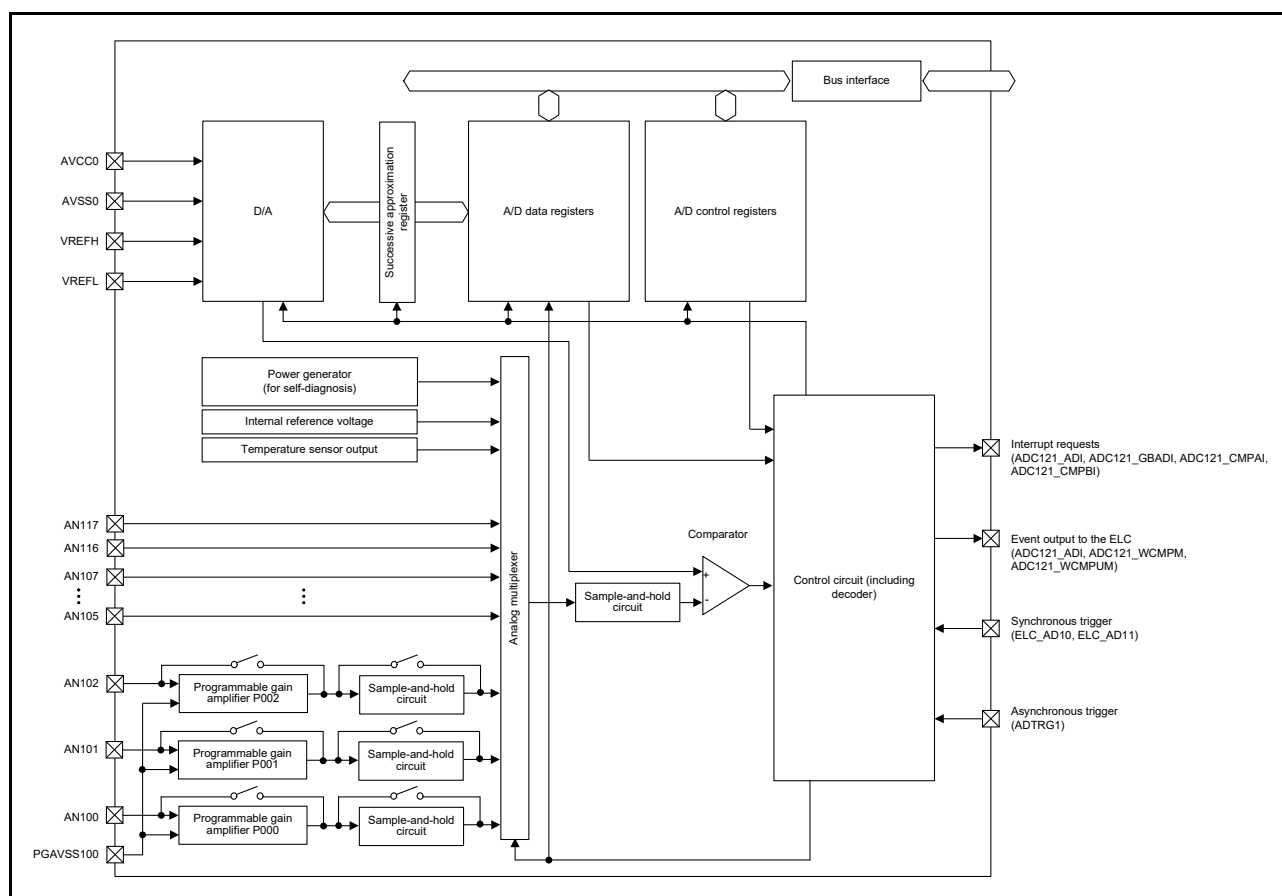 Bus interface
AVCC0
AVSS0
VREFH
VREFL
D/A
Successive approximation
register
A/D data registers
A/D control registers
Power generator
(for self-diagnosis)
Internal reference voltage
Temperature sensor output
Analog multiplexer
AN117
AN116
AN107
AN105
Comparator
+
-
Sample-and-hold
circuit
Control circuit (including
decoder)
Interrupt requests
(ADC121_ADI, ADC121_GBADI, ADC121_CMPAI,
ADC121_CMPBI)
Event output to the ELC
(ADC121_ADI, ADC121_WCMPM,
ADC121_WCMPUM)
Synchronous trigger
(ELC_AD10, ELC_AD11)
Asynchronous trigger
(ADTRG1)
AN102
Programmable gain
amplifier P002
Sample-and-hold
circuit
AN101
Programmable gain
amplifier P001
Sample-and-hold
circuit
AN100
Programmable gain
amplifier P000
Sample-and-hold
circuit
PGAVSS100